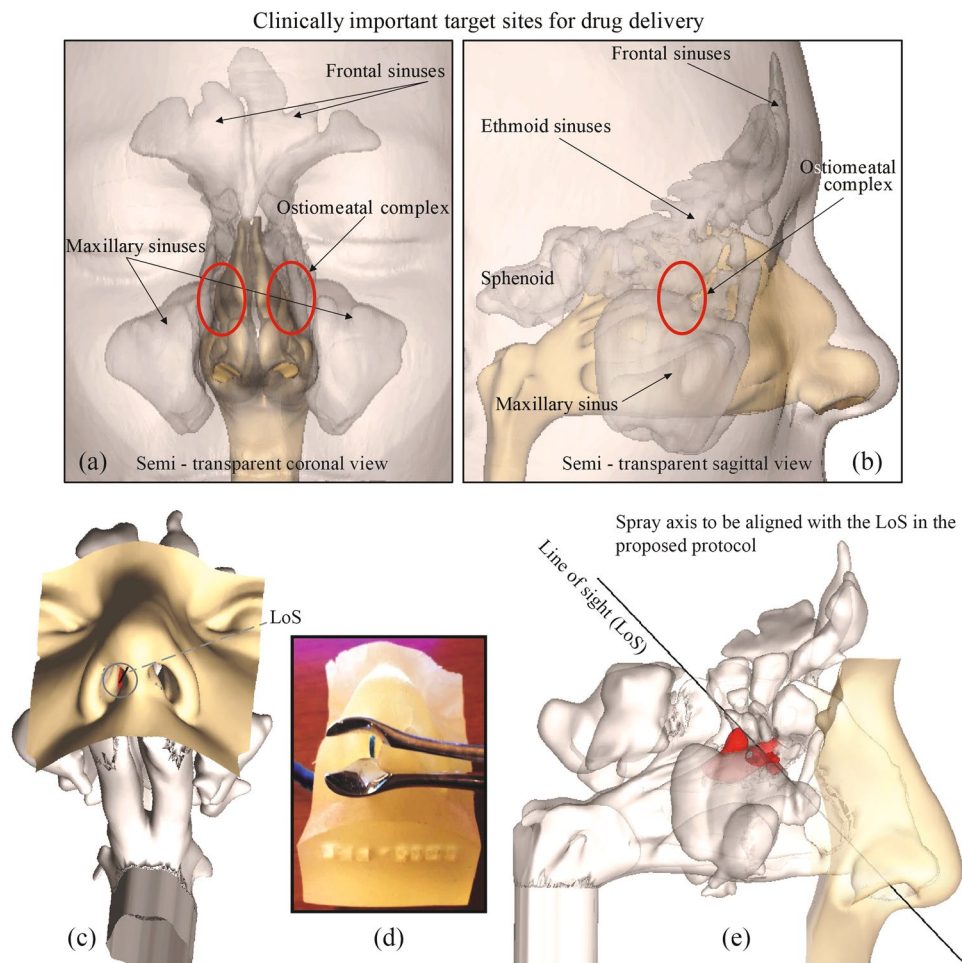 Clinically important target sites for drug delivery
Frontal sinuses
Ostiomeatal complex
Maxillary sinuses
(a)
Semi - transparent coronal view
Frontal sinuses
Ethmoid sinuses
Ostiomeatal
complex
Sphenoid
Maxillary sinus
Semi - transparent sagittal view
(b)
LoS
(c)
(d)
Spray axis to be aligned with the LoS in the
proposed protocol
Line of sight (LoS)
(e)